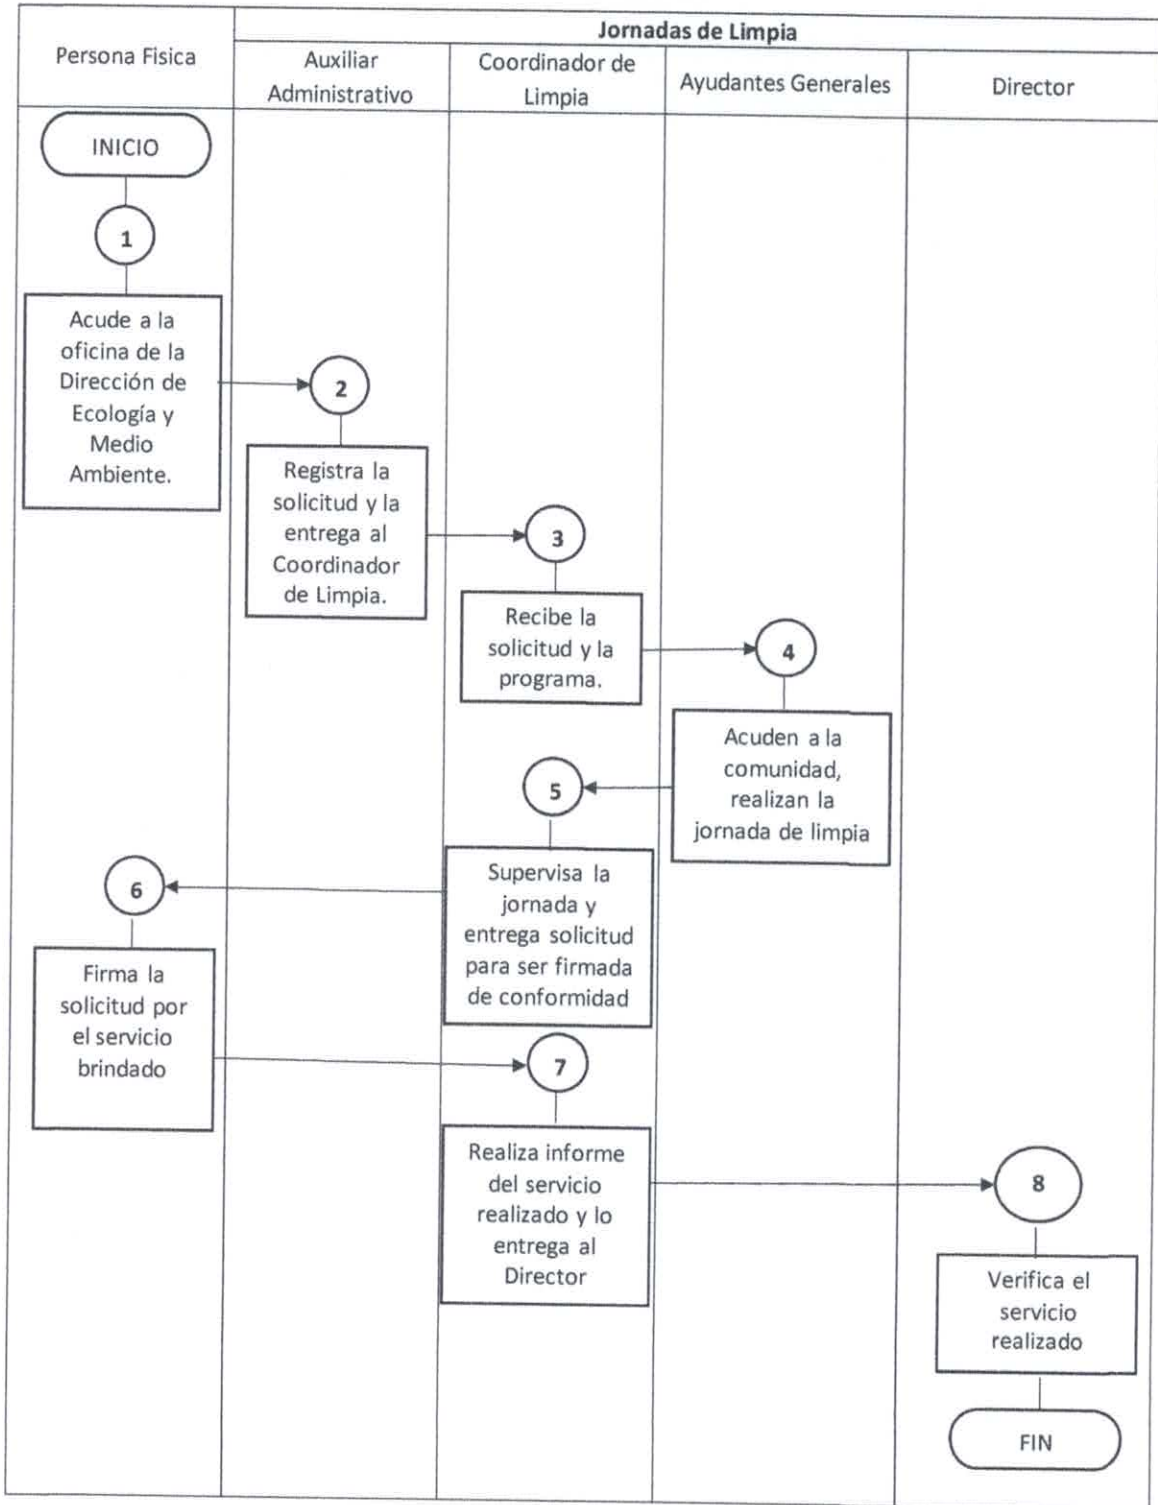 Jornadas de Limpia
Persona Fisica
Auxiliar
Administrativo
Coordinador de
Limpia
Ayudantes Generales
Director
INICIO
1
Acude a la
oficina de la
Dirección de
Ecología y
Medio
Ambiente.
2
Registra la
solicitud y la
entrega al
Coordinador
de Limpia.
3
Recibe la
solicitud y la
programa.
4
Acuden a la
comunidad,
realizan la
jornada de limpia
5
Supervisa la
jornada y
entrega solicitud
para ser firmada
de conformidad
6
Firma la
solicitud por
el servicio
brindado
7
Realiza informe
del servicio
realizado y lo
entrega al
Director
8
Verifica el
servicio
realizado
FIN